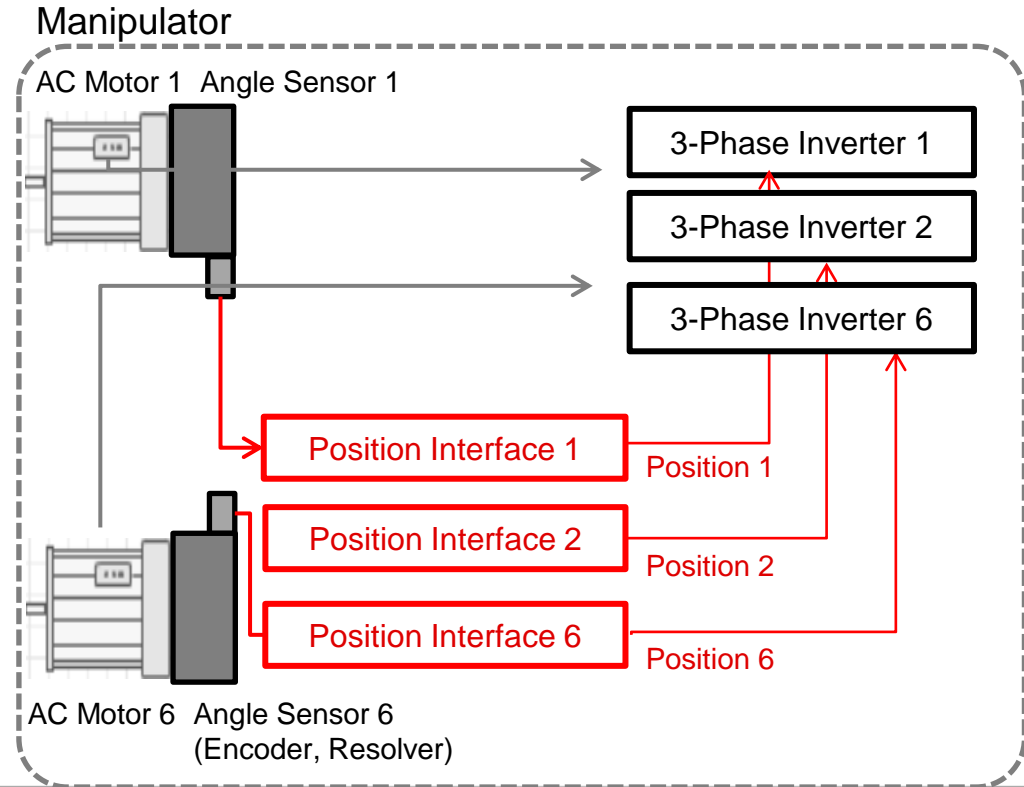 Manipulator
AC Motor 1 Angle Sensor 1
3-Phase Inverter 1
3-Phase Inverter 2
3-Phase Inverter 6
Position Interface 1
Position 1
Position Interface 2
Position 2
Position Interface 6
Position 6
AC Motor 6 Angle Sensor 6
(Encoder, Resolver)